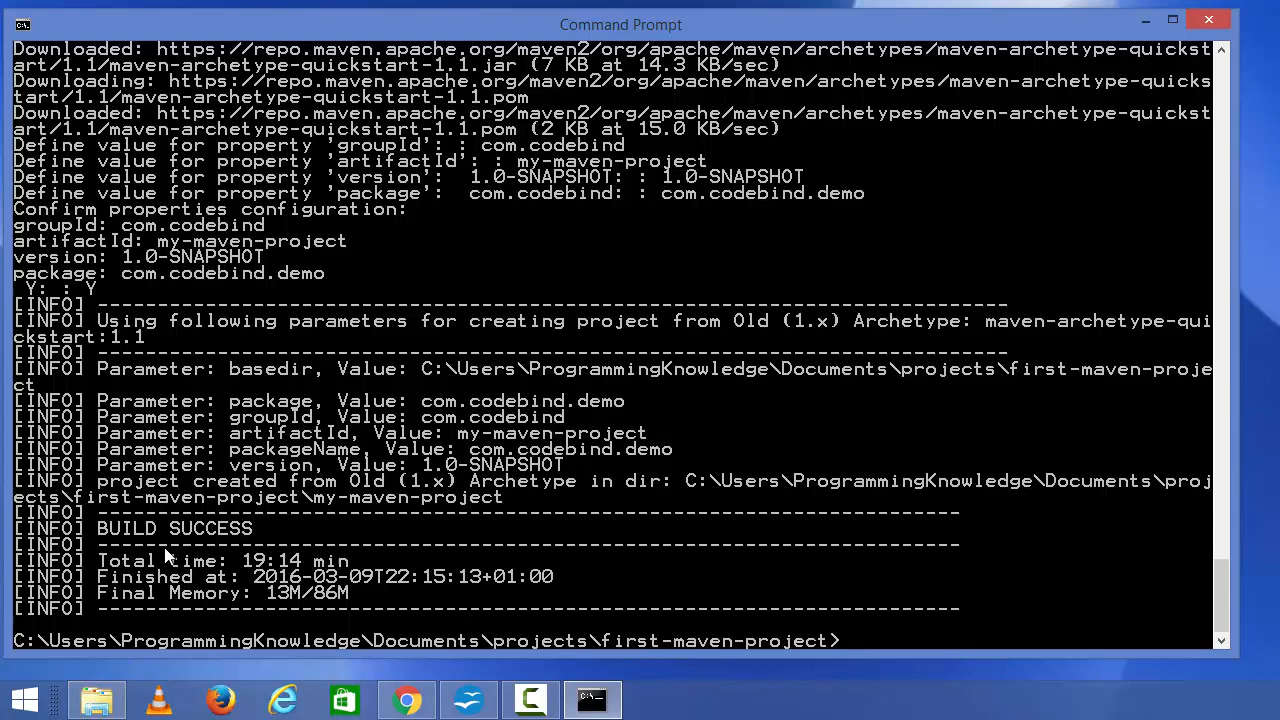 Command Prompt
Downloaded: https://repo.maven.apache.org/maven2/org/apache/maven/archetypes/maven-archetype-quickst
art/1.1/maven-archetype-quickstart-1.1.jar (7 KB at 14.3 KB/sec)
Downloading: https://repo.maven.apache.org/maven2/org/apache/maven/archetypes/maven-archetype-quickst
art/1.1/maven-archetype-quickstart-1.1.pom
Downloaded: https://repo.maven.apache.org/maven2/org/apache/maven/archetypes/maven-archetype-quickst
art/1.1/maven-archetype-quickstart-1.1.pom (2 KB at 15.0 KB/sec)
Define value for property 'groupId': : com.codebind
Define value for property 'artifactId': : my-maven-project
Define value for property 'version':  1.0-SNAPSHOT: : 1.0-SNAPSHOT
Define value for property 'package':  com.codebind: : com.codebind.demo
Confirm properties configuration:
groupId: com.codebind
artifactId: my-maven-project
version: 1.0-SNAPSHOT
package: com.codebind.demo
 Y: : Y
[INFO] ----------------------------------------------------------------------------
[INFO] Using following parameters for creating project from Old (1.x) Archetype: maven-archetype-qui
ckstart:1.1
[INFO] ----------------------------------------------------------------------------
[INFO] Parameter: basedir, Value: C:\Users\ProgrammingKnowledge\Documents\projects\first-maven-proje
ct
[INFO] Parameter: package, Value: com.codebind.demo
[INFO] Parameter: groupId, Value: com.codebind
[INFO] Parameter: artifactId, Value: my-maven-project
[INFO] Parameter: packageName, Value: com.codebind.demo
[INFO] Parameter: version, Value: 1.0-SNAPSHOT
[INFO] project created from Old (1.x) Archetype in dir: C:\Users\ProgrammingKnowledge\Documents\proj
ects\first-maven-project\my-maven-project
[INFO] ------------------------------------------------------------------------
[INFO] BUILD SUCCESS
[INFO] ------------------------------------------------------------------------
[INFO] Total time: 19:14 min
[INFO] Finished at: 2016-03-09T22:15:13+01:00
[INFO] Final Memory: 13M/86M
[INFO] ------------------------------------------------------------------------
C:\Users\ProgrammingKnowledge\Documents\projects\first-maven-project>